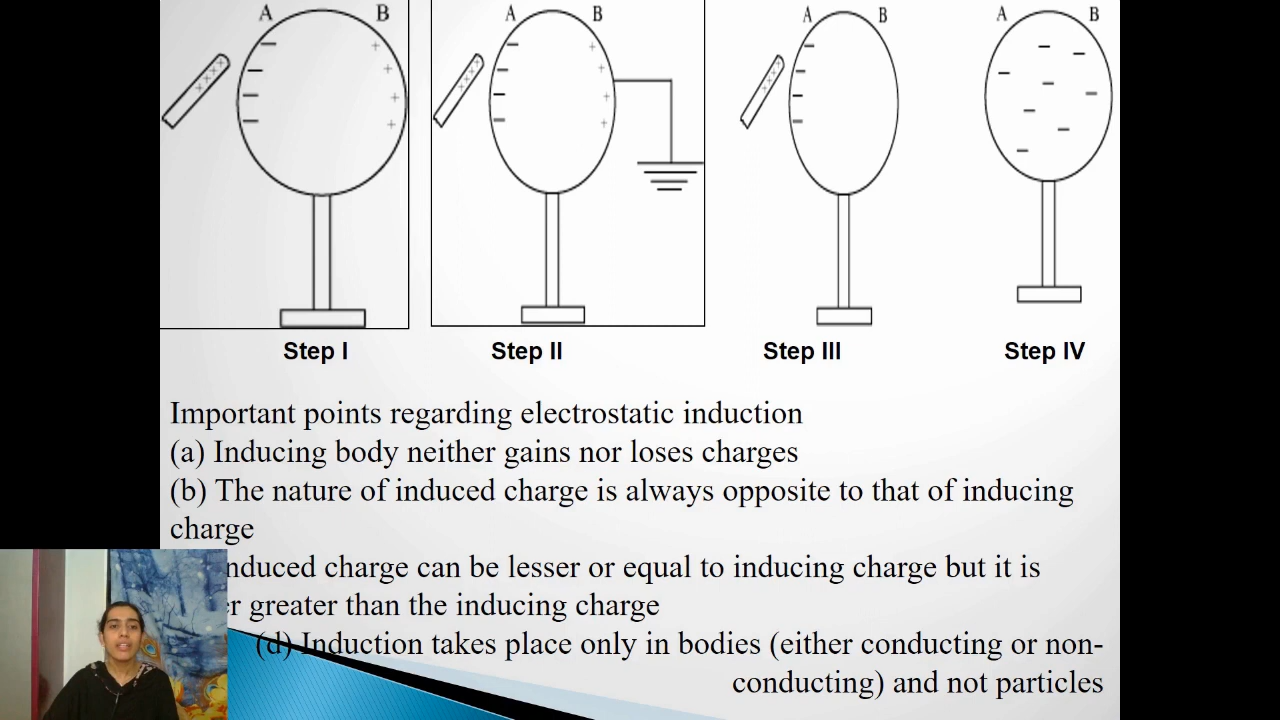 A B A B A B A B
Step I Step II Step III Step IV
Important points regarding electrostatic induction
(a) Inducing body neither gains nor loses charges
(b) The nature of induced charge is always opposite to that of inducing
charge
charge can be lesser or equal to inducing charge but it is
greater than the inducing charge
(d) Induction takes place only in bodies (either conducting or non-
conducting) and not particles